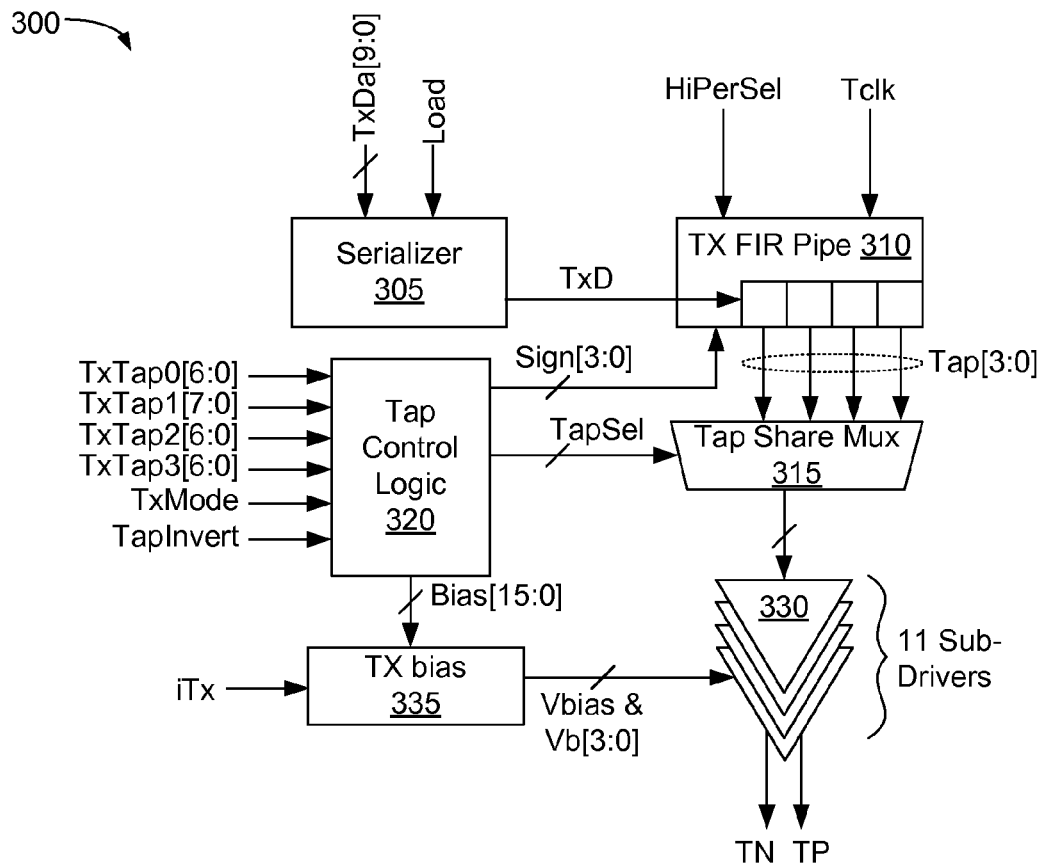 300
TxDa[9:0]
Load
HiPerSel
Tclk
Serializer
305
TX FIR Pipe 310
TxD
Sign[3:0]
Tap[3:0]
TxTap0[6:0]
TxTap1[7:0]
TxTap2[6:0]
TxTap3[6:0]
TxMode
TapInvert
Tap
Control
Logic
320
TapSel
Tap Share Mux
315
Bias[15:0]
330
11 Sub-
Drivers
iTx
TX bias
335
Vbias &
Vb[3:0]
TN
TP